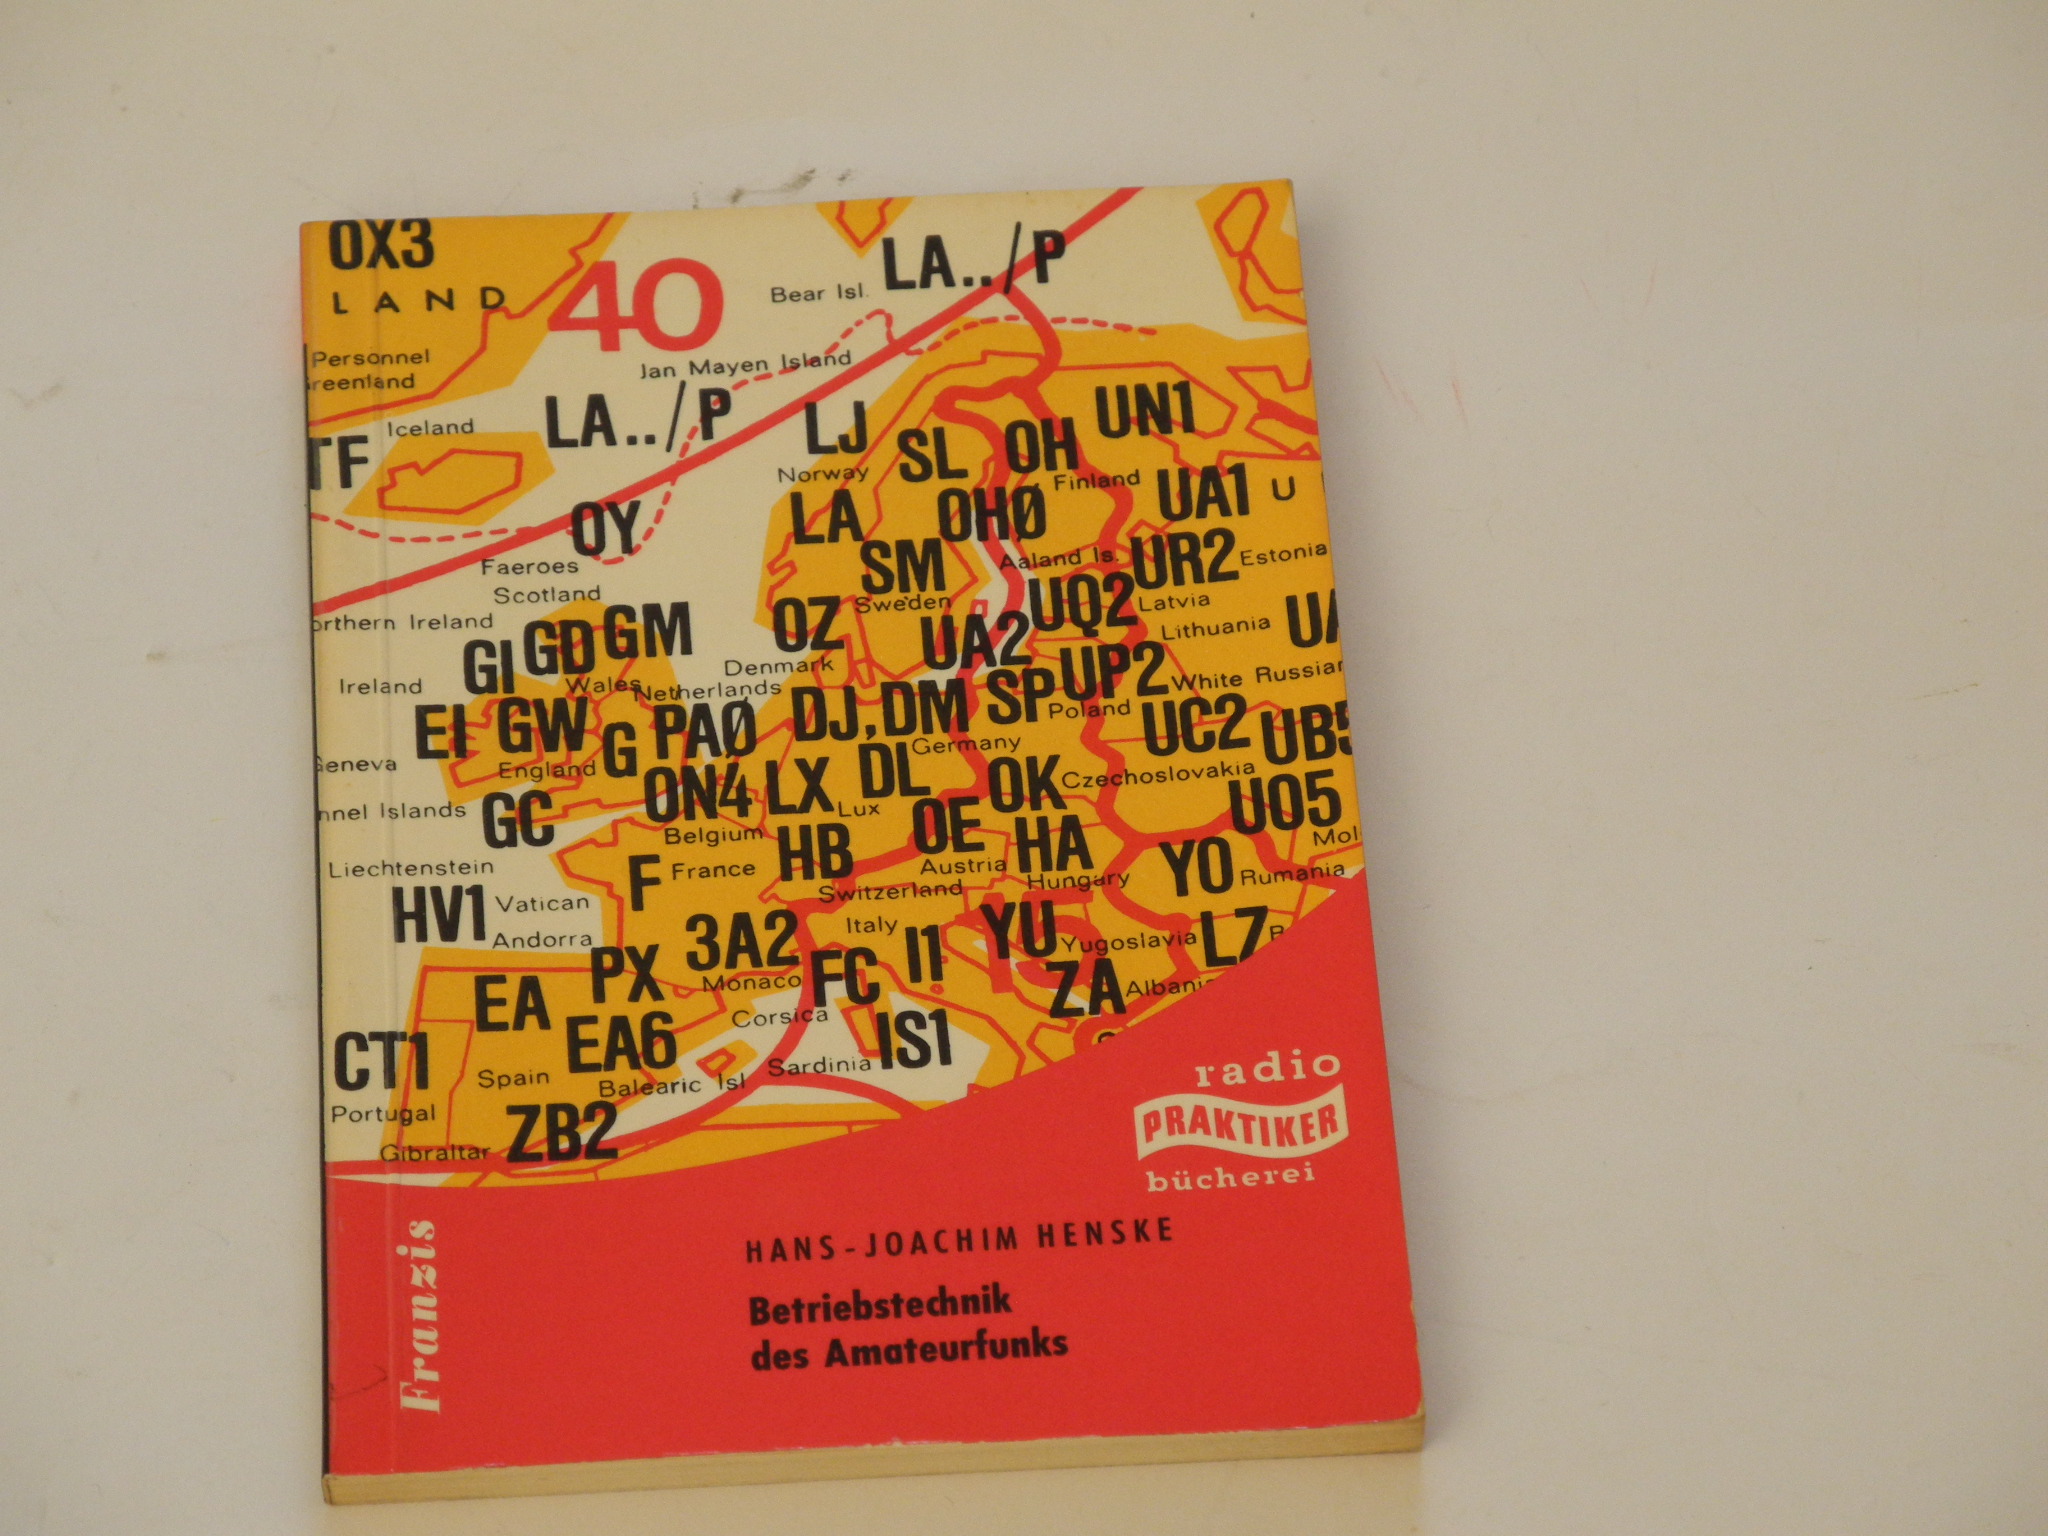 OX3
LAND
40
Bear Isl.
LA../P
Personnel
Greenland
Jan Mayen Island
Iceland
LA../P
TF
LJ
SL
OH
UN1
Norway
Finland
LA
OHØ
UA1
U
OY
Faeroes
SM
Aaland Is.
UR2
Estonia
Scotland
Sweden
UQ2
Latvia
orthern Ireland
GI
GD
GM
OZ
UA2
Lithuania
UA
Ireland
Wales
Denmark
Netherlands
UP2
White Russian
EI
GW
G
PAØ
DJ, DM
SP
Poland
UC2
UB5
Geneva
England
DL
Germany
nnel Islands
GC
ON4
LX
Lux
OK
Czechoslovakia
UO5
Belgium
HB
OE
HA
Mol
Liechtenstein
F
France
Austria
Hungary
YO
Rumania
HV1
Vatican
Switzerland
15
Andorra
3A2
Italy
I1
YU
Yugoslavia
LZ
PX
Monaco
FC
ZA
Albania
EA
Corsica
CT1
EA6
IS1
Spain
Balearic Isl
Sardinia
Portugal
Gibraltar
ZB2
radio
PRAKTIKER
bücherei
Franzis
HANS-JOACHIM HENSKE
Betriebstechnik
des Amateurfunks